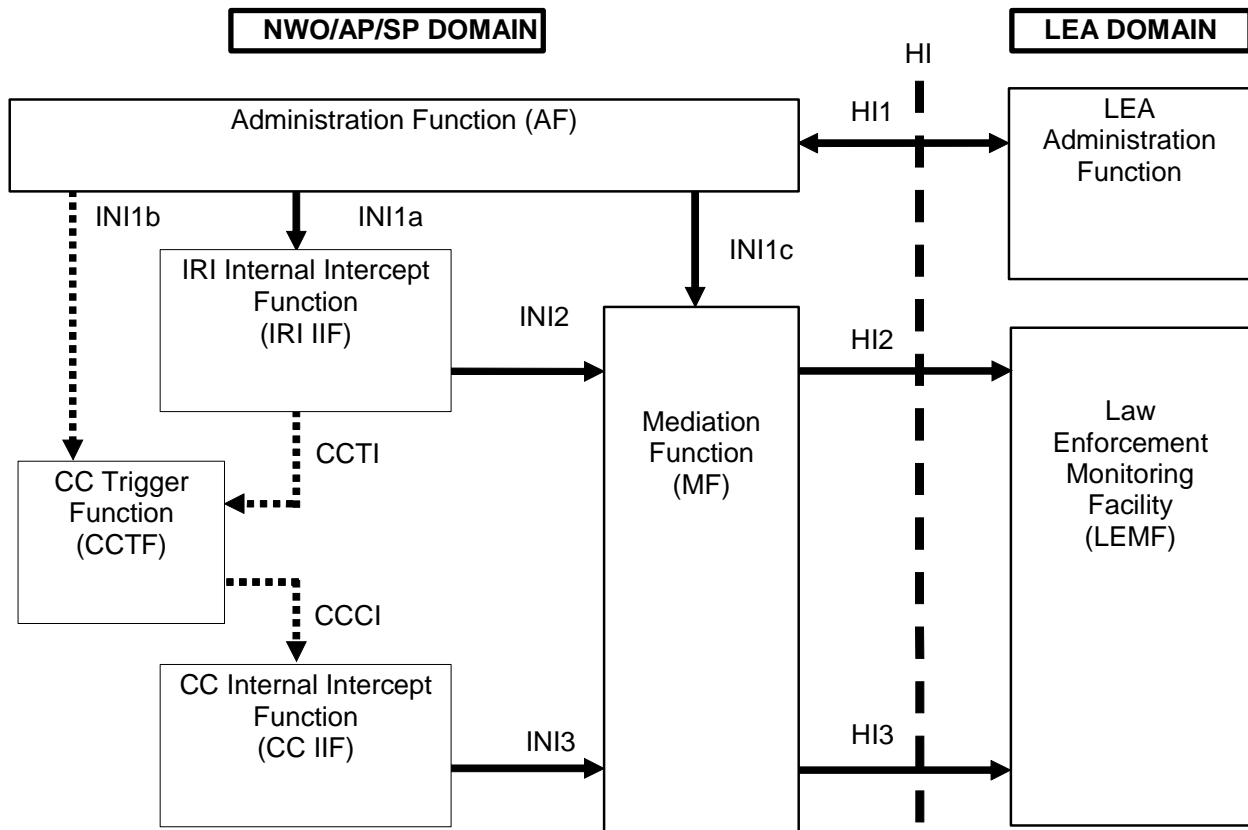 NWO/AP/SP DOMAIN
LEA DOMAIN
HI
Administration Function (AF)
HI1
LEA
Administration
Function
INI1b
INI1a
INI1c
IRI Internal Intercept
Function
(IRI IIF)
INI2
HI2
Mediation
Function
(MF)
Law
Enforcement
Monitoring
Facility
(LEMF)
CCTI
CC Trigger
Function
(CCTF)
CCCI
CC Internal Intercept
Function
(CC IIF)
INI3
HI3